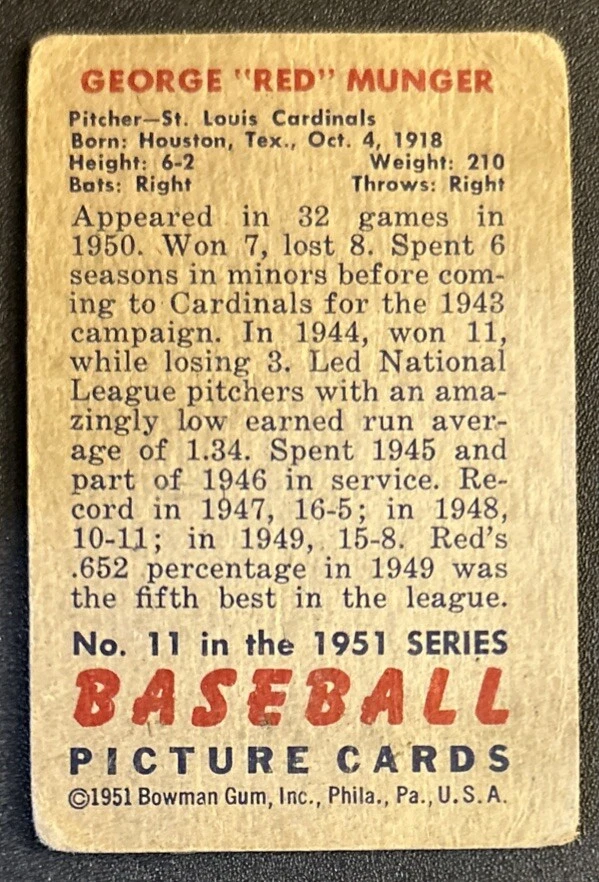 GEORGE "RED" MUNGER
Pitcher—St. Louis Cardinals
Born: Houston, Tex., Oct. 4, 1918
Height: 6-2 Weight: 210
Bats: Right Throws: Right
Appeared in 32 games in
1950. Won 7, lost 8. Spent 6
seasons in minors before com-
ing to Cardinals for the 1943
campaign. In 1944, won 11,
while losing 3. Led National
League pitchers with an ama-
zingly low earned run aver-
age of 1.34. Spent 1945 and
part of 1946 in service. Re-
cord in 1947, 16-5; in 1948,
10-11; in 1949, 15-8. Red's
.652 percentage in 1949 was
the fifth best in the league.
No. 11 in the 1951 SERIES
BASEBALL
PICTURE CARDS
©1951 Bowman Gum, Inc., Phila., Pa., U.S.A.